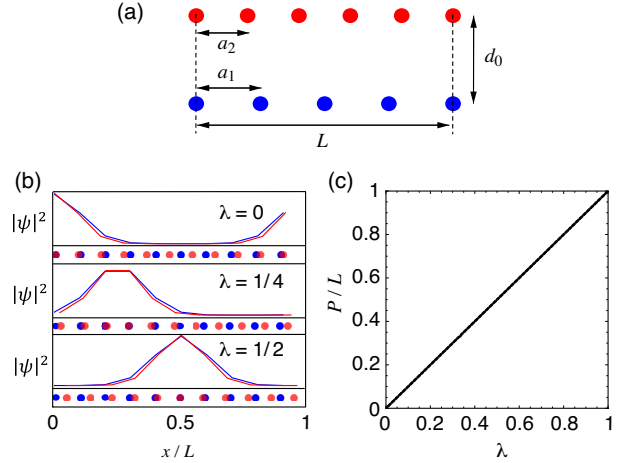 (a)
a₂
a₁
d₀
L
(b)
|ψ|²
λ = 0
|ψ|²
λ = 1/4
|ψ|²
λ = 1/2
0
0.5
1
x / L
(c)
P / L
1
0.8
0.6
0.4
0.2
0
0 0.2 0.4 0.6 0.8 1
λ